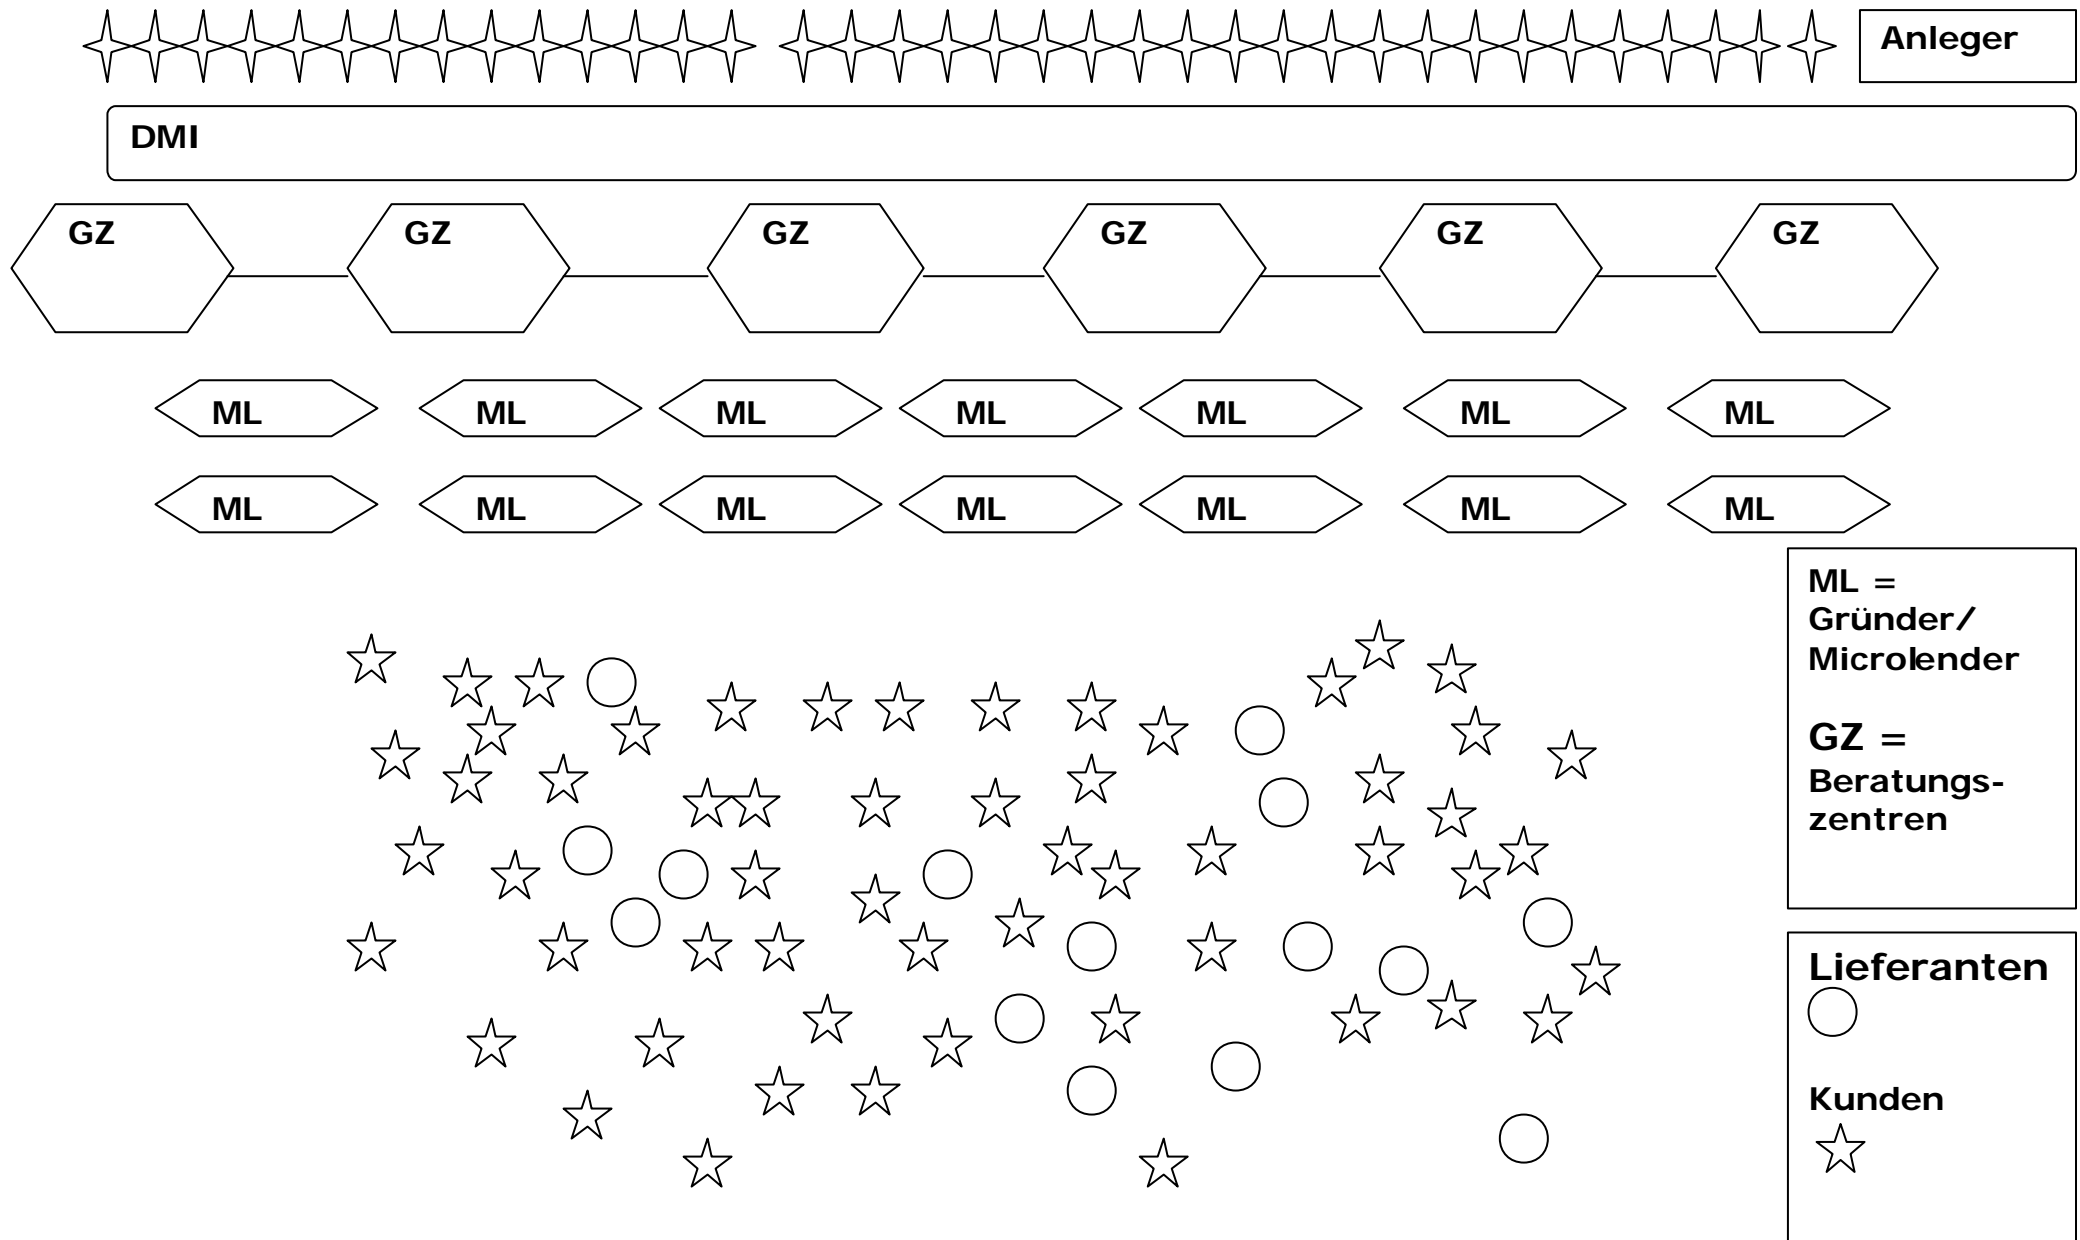 Anleger
DMI
GZ GZ GZ GZ GZ GZ
ML ML ML ML ML ML ML
ML ML ML ML ML ML ML
ML =
Gründer/
Microlender
GZ =
Beratungs-
zentren
Lieferanten
Kunden